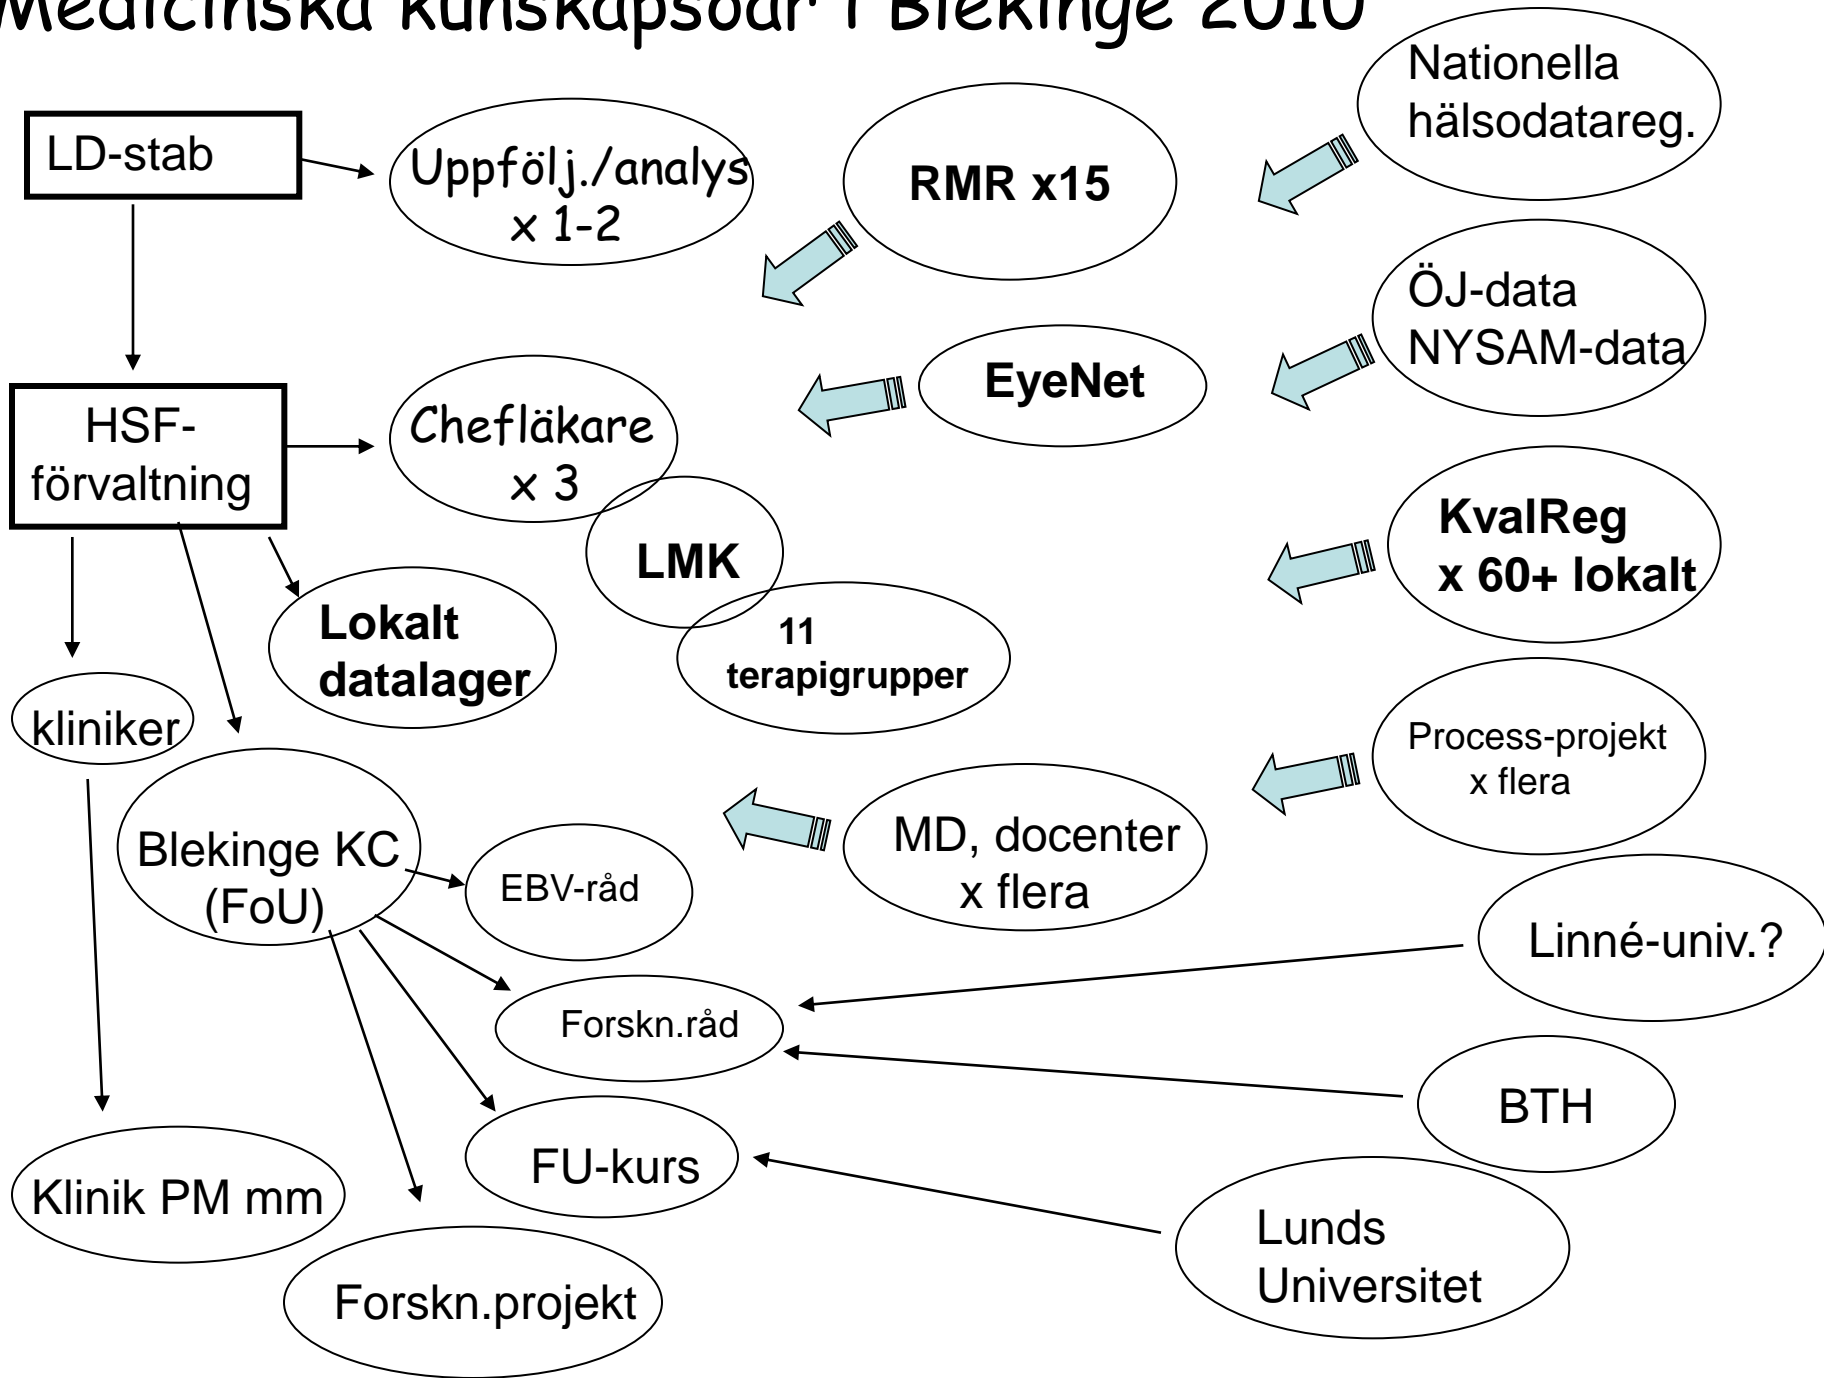 Medicinska kunskapsöar i Blekinge 2010
LD-stab
Uppfölj./analys
x 1-2
RMR x15
Nationella
hälsodatareg.
ÖJ-data
NYSAM-data
HSF-
förvaltning
Chefläkare
x 3
EyeNet
LMK
KvalReg
x 60+ lokalt
Lokalt
datalager
11
terapigrupper
kliniker
Process-projekt
x flera
Blekinge KC
(FoU)
EBV-råd
MD, docenter
x flera
Linné-univ.?
Forskn.råd
BTH
FU-kurs
Klinik PM mm
Lunds
Universitet
Forskn.projekt